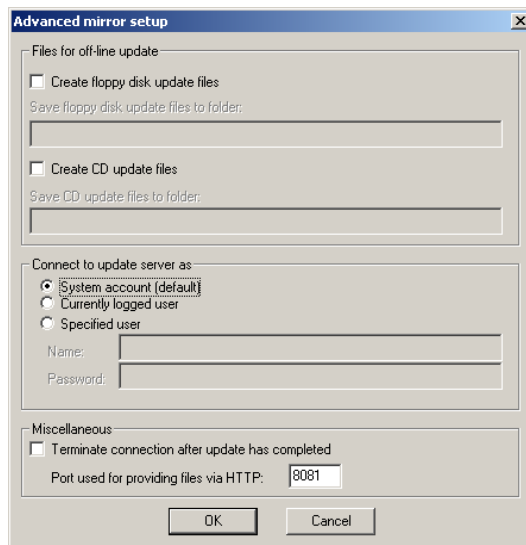 Advanced mirror setup
Files for off-line update
Create floppy disk update files
Save floppy disk update files to folder:
Create CD update files
Save CD update files to folder:
Connect to update server as
System account (default)
Currently logged user
Specified user
Name:
Password:
Miscellaneous
Terminate connection after update has completed
Port used for providing files via HTTP: 8081
OK Cancel